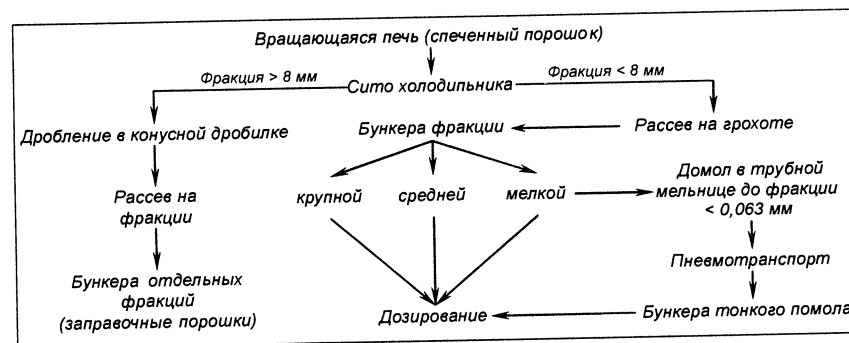 Вращающаяся печь (спеченный порошок)
Фракция > 8 мм
Сито холодильника
Фракция < 8 мм
Дробление в конусной дробилке
Бункера фракции
Рассев на грохоте
Рассев на
фракции
крупной
средней
мелкой
Домол в трубной
мельнице до фракции
< 0,063 мм
Пневмотранспорт
Бункера отдельных
фракций
(заправочные порошки)
Дозирование
Бункера тонкого помола